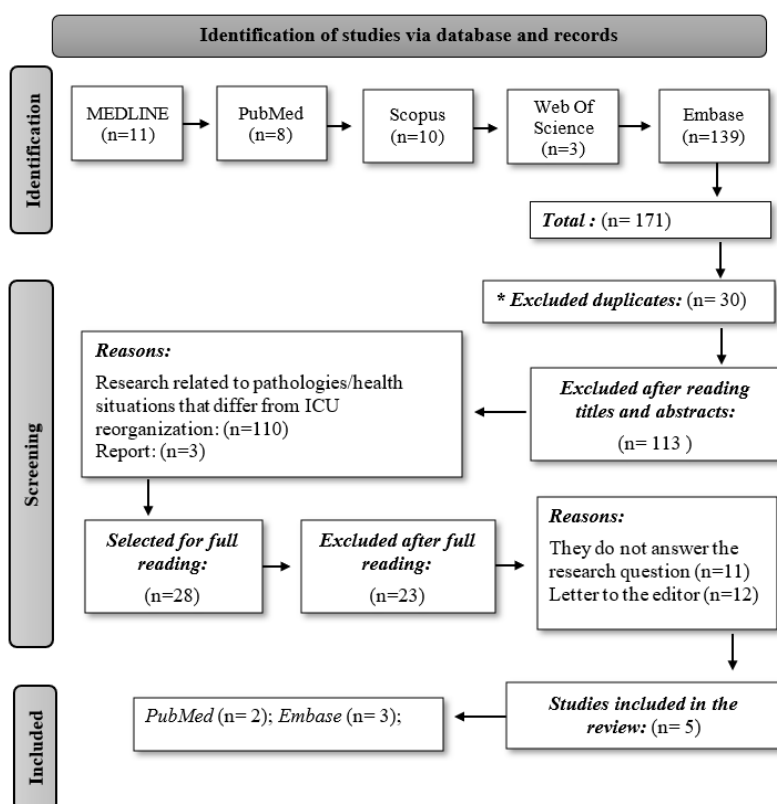 Identification of studies via database and records
Identification
MEDLINE
(n=11)
PubMed
(n=8)
Scopus
(n=10)
Web Of
Science
(n=3)
Embase
(n=139)
Total : (n= 171)
Screening
* Excluded duplicates: (n= 30)
Excluded after reading
titles and abstracts:
(n= 113 )
Reasons:
Research related to pathologies/health
situations that differ from ICU
reorganization: (n=110)
Report: (n=3)
Selected for full
reading:
(n=28)
Excluded after full
reading:
(n=23)
Reasons:
They do not answer the
research question (n=11)
Letter to the editor (n=12)
Included
Studies included in the
review: (n= 5)
PubMed (n= 2); Embase (n= 3);